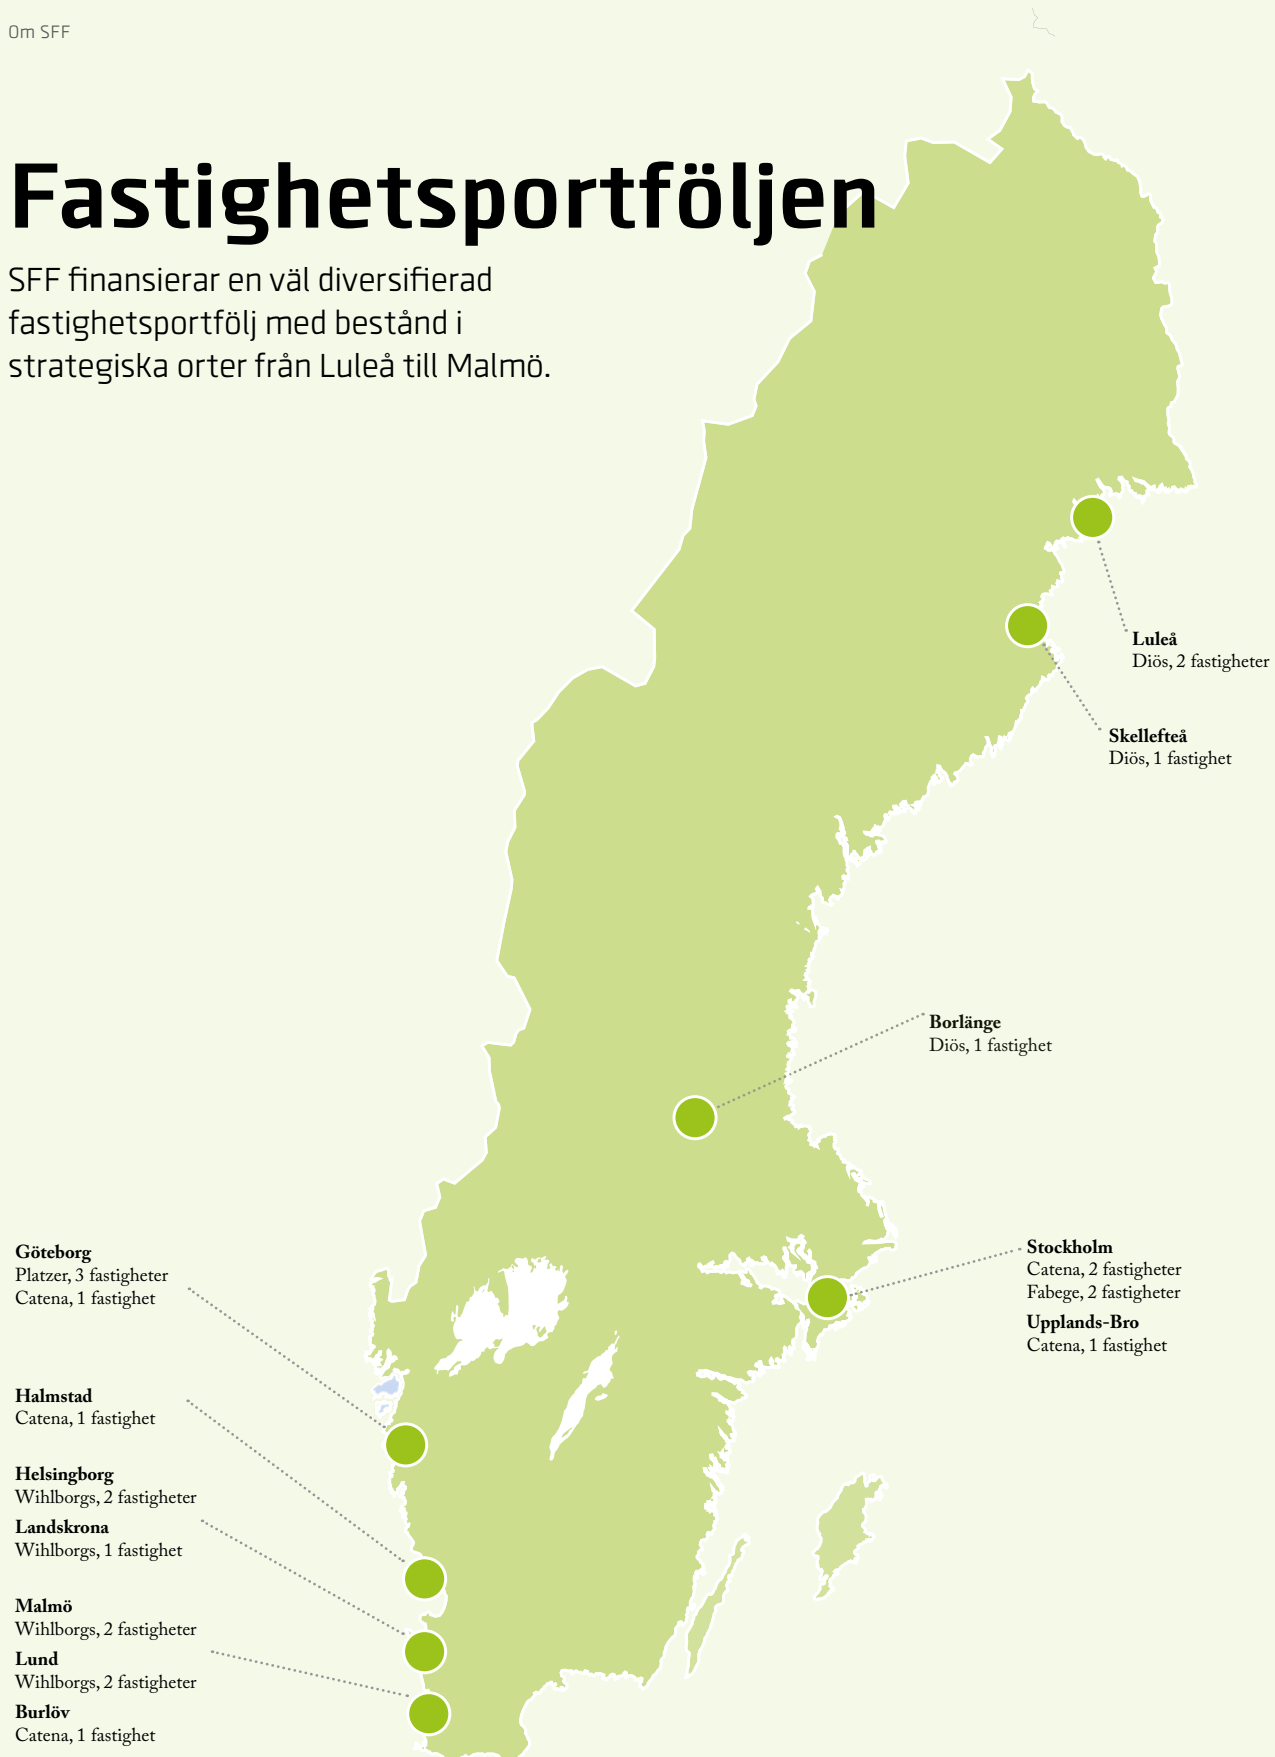 Om SFF
Fastighetsportföljen
SFF finansierar en väl diversifierad
fastighetsportfölj med bestånd i
strategiska orter från Luleå till Malmö.
Luleå
Diös, 2 fastigheter
Skellefteå
Diös, 1 fastighet
Borlänge
Diös, 1 fastighet
Stockholm
Catena, 2 fastigheter
Fabege, 2 fastigheter
Upplands-Bro
Catena, 1 fastighet
Göteborg
Platzer, 3 fastigheter
Catena, 1 fastighet
Halmstad
Catena, 1 fastighet
Helsingborg
Wihlborgs, 2 fastigheter
Landskrona
Wihlborgs, 1 fastighet
Malmö
Wihlborgs, 2 fastigheter
Lund
Wihlborgs, 2 fastigheter
Burlöv
Catena, 1 fastighet